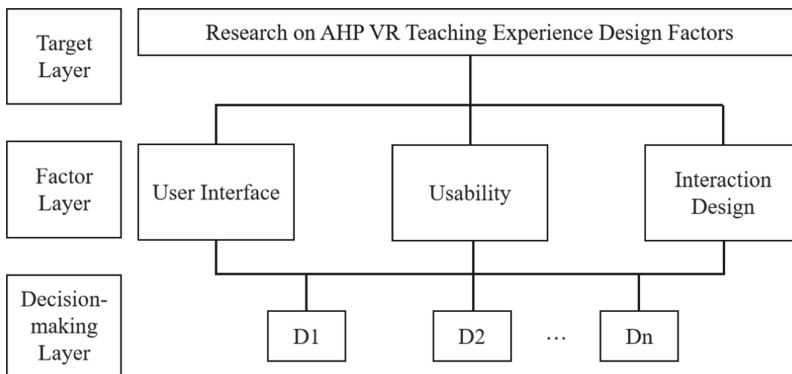 Target
Layer
Research on AHP VR Teaching Experience Design Factors
Factor
Layer
User Interface
Usability
Interaction
Design
Decision-
making
Layer
D1
D2
...
Dn